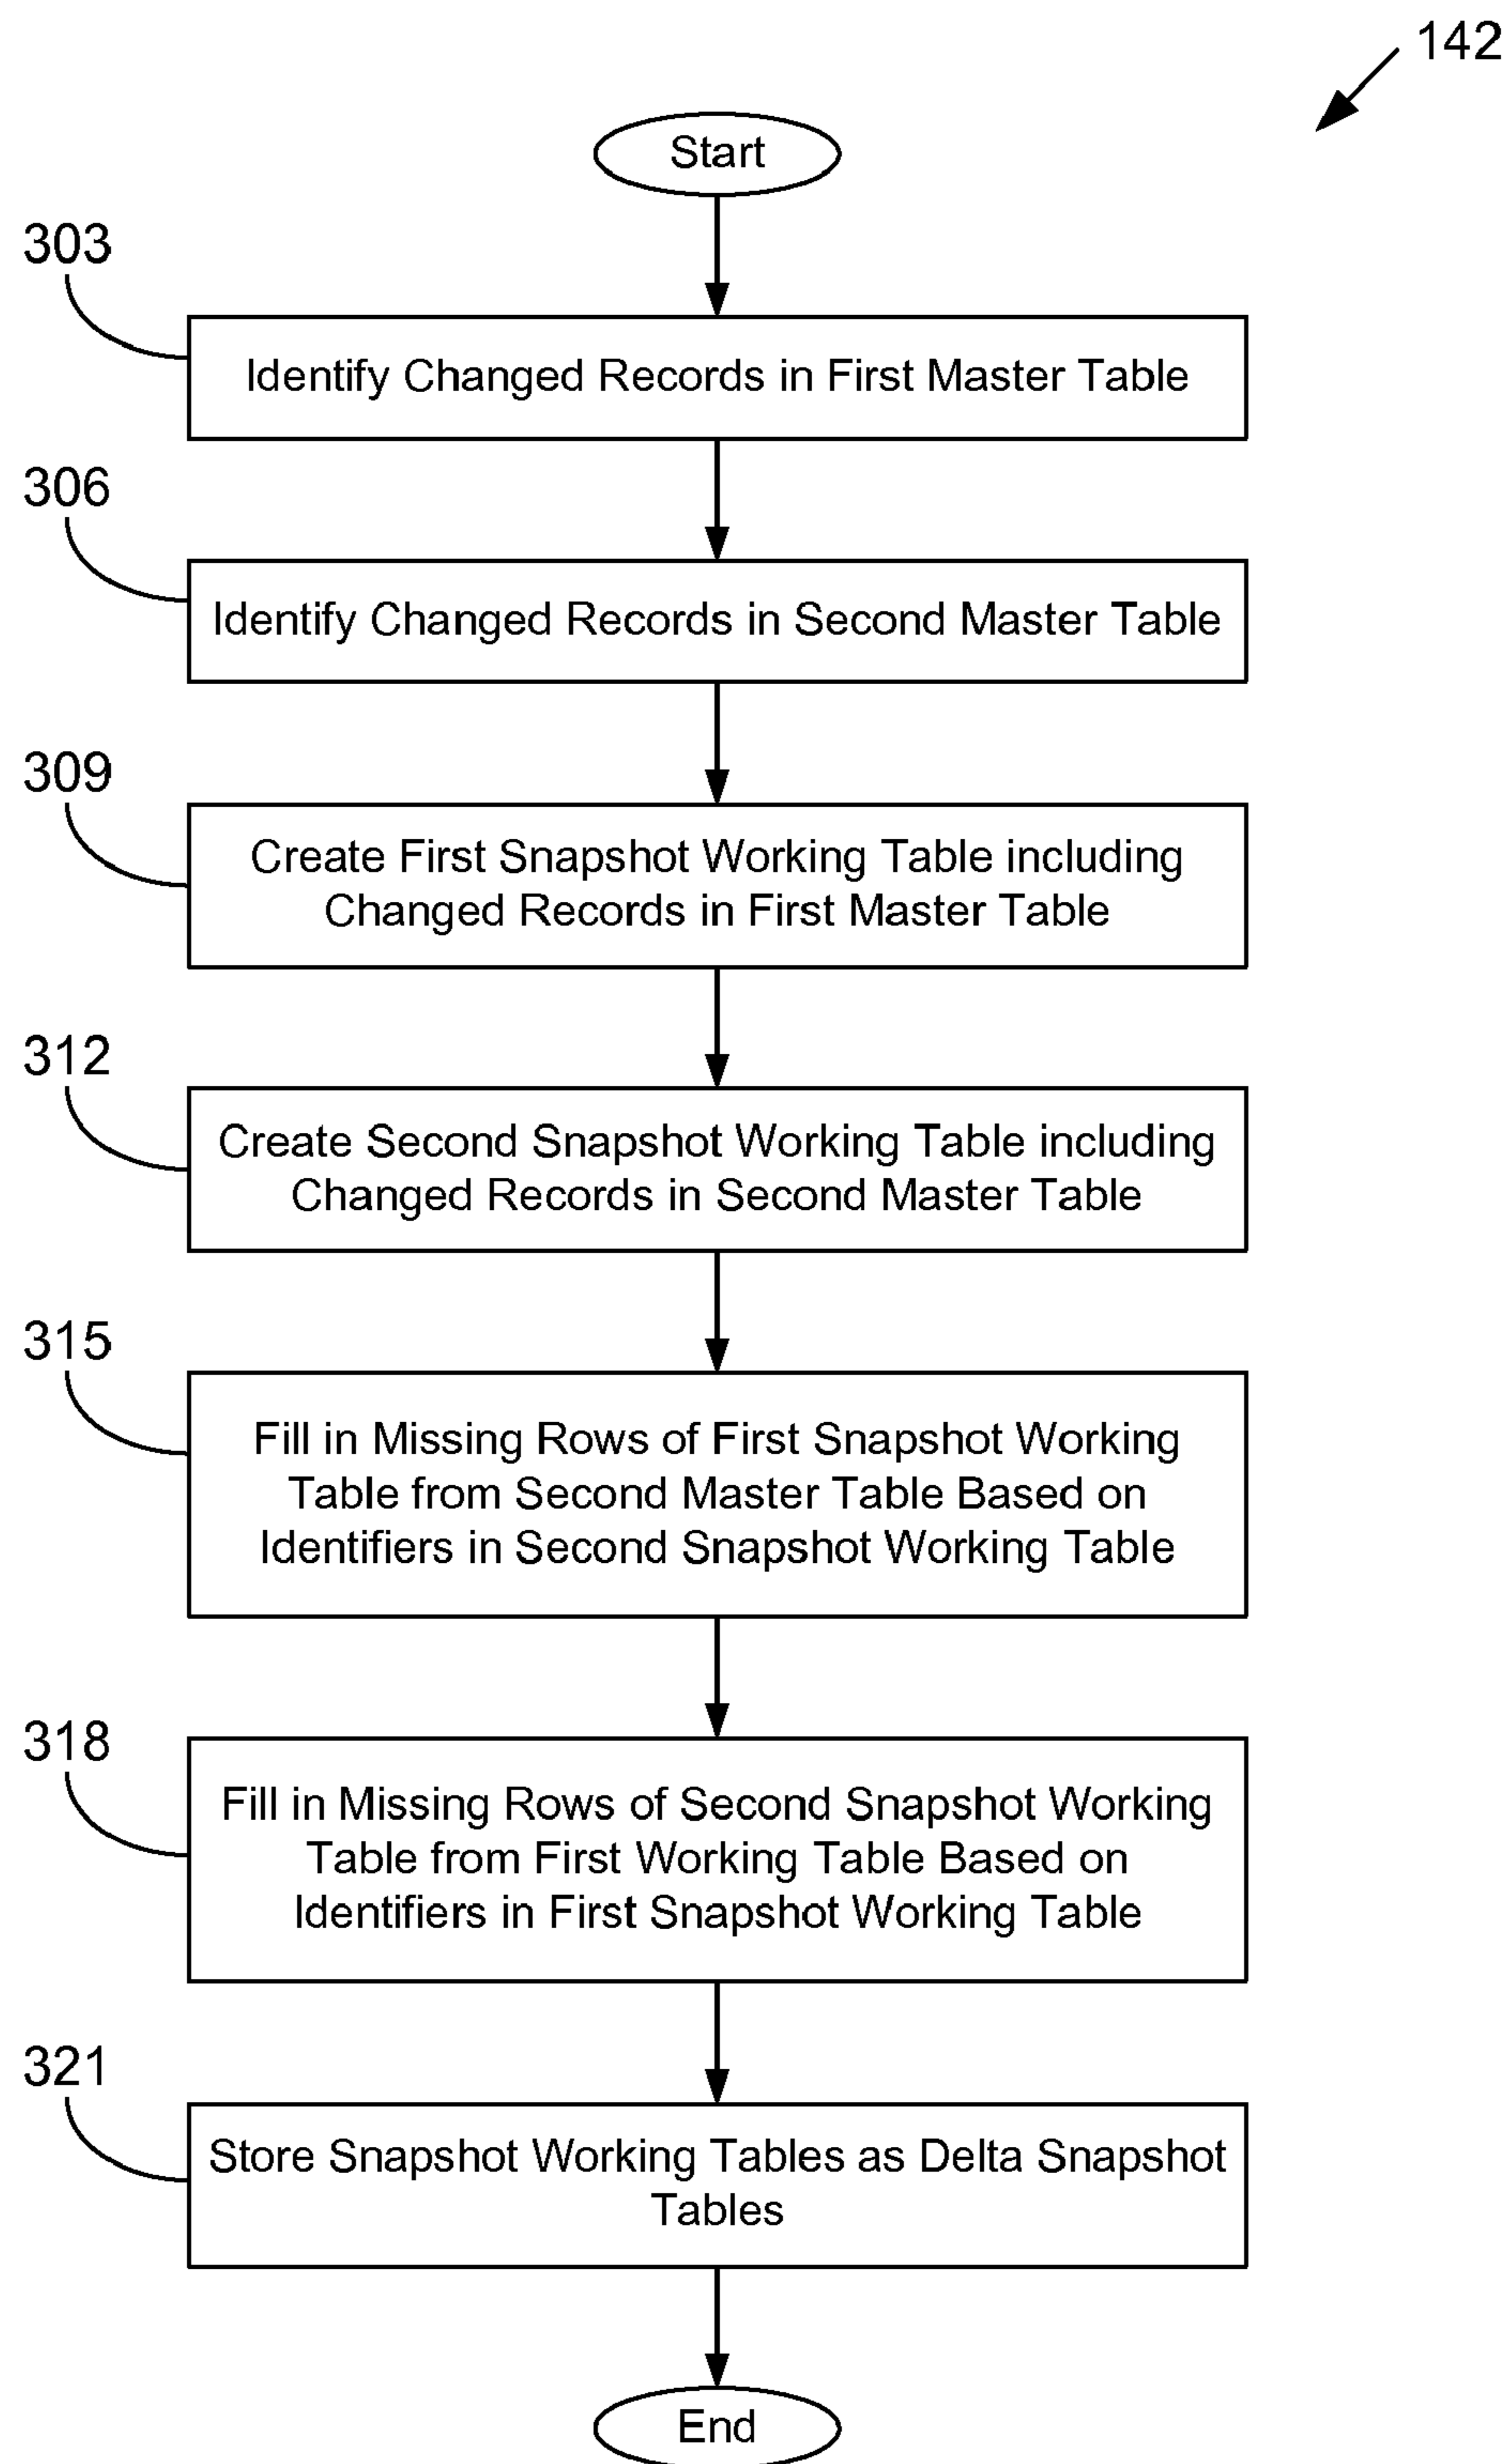 142
Start
303
Identify Changed Records in First Master Table
306
Identify Changed Records in Second Master Table
309
Create First Snapshot Working Table including
Changed Records in First Master Table
312
Create Second Snapshot Working Table including
Changed Records in Second Master Table
315
Fill in Missing Rows of First Snapshot Working
Table from Second Master Table Based on
Identifiers in Second Snapshot Working Table
318
Fill in Missing Rows of Second Snapshot Working
Table from First Working Table Based on
Identifiers in First Snapshot Working Table
321
Store Snapshot Working Tables as Delta Snapshot
Tables
End